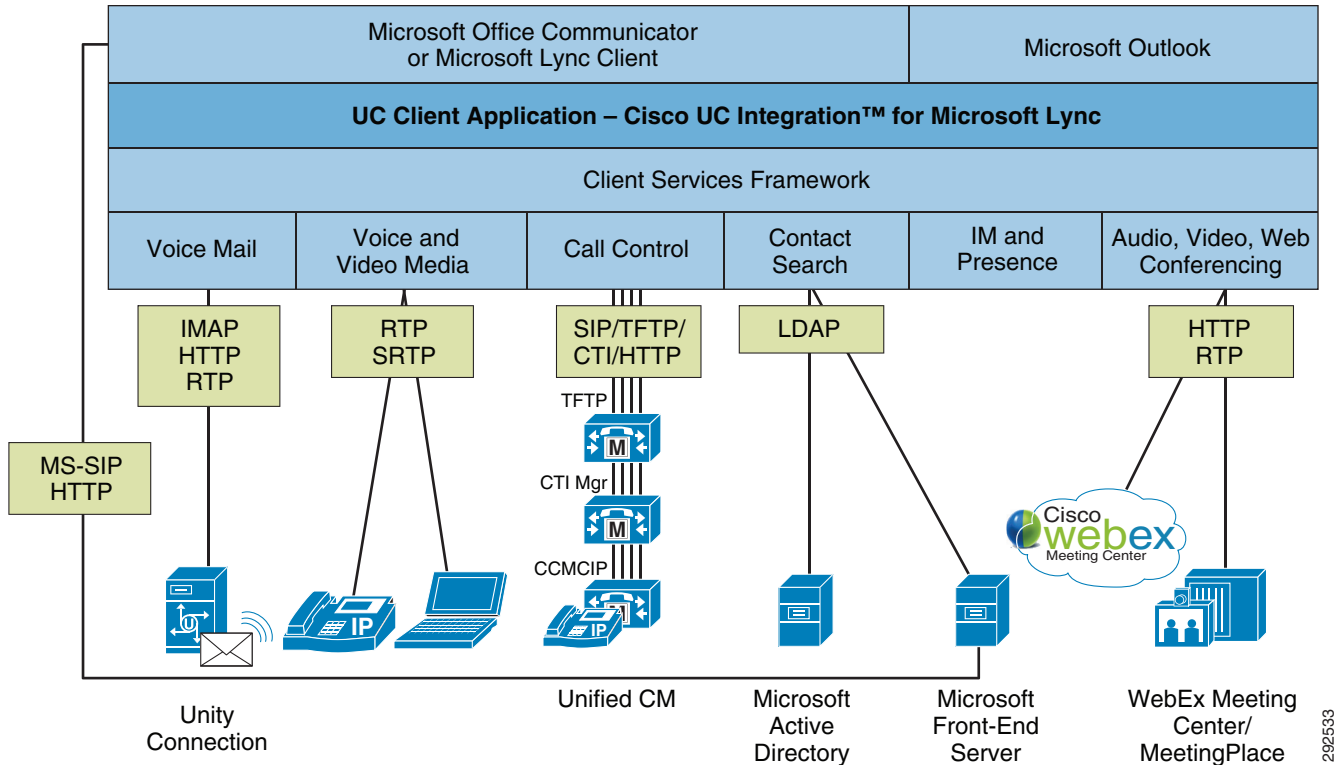 Microsoft Office Communicator
or Microsoft Lync Client
Microsoft Outlook
UC Client Application – Cisco UC Integration™ for Microsoft Lync
Client Services Framework
Voice Mail
Voice and
Video Media
Call Control
Contact
Search
IM and
Presence
Audio, Video, Web
Conferencing
IMAP
HTTP
RTP
RTP
SRTP
SIP/TFTP/
CTI/HTTP
LDAP
HTTP
RTP
TFTP
M
MS-SIP
HTTP
CTI Mgr
M
Cisco
webex
Meeting Center
CCMCIP
M
U
IP
IP
Unity
Connection
Unified CM
Microsoft
Active
Directory
Microsoft
Front-End
Server
WebEx Meeting
Center/
MeetingPlace
292533